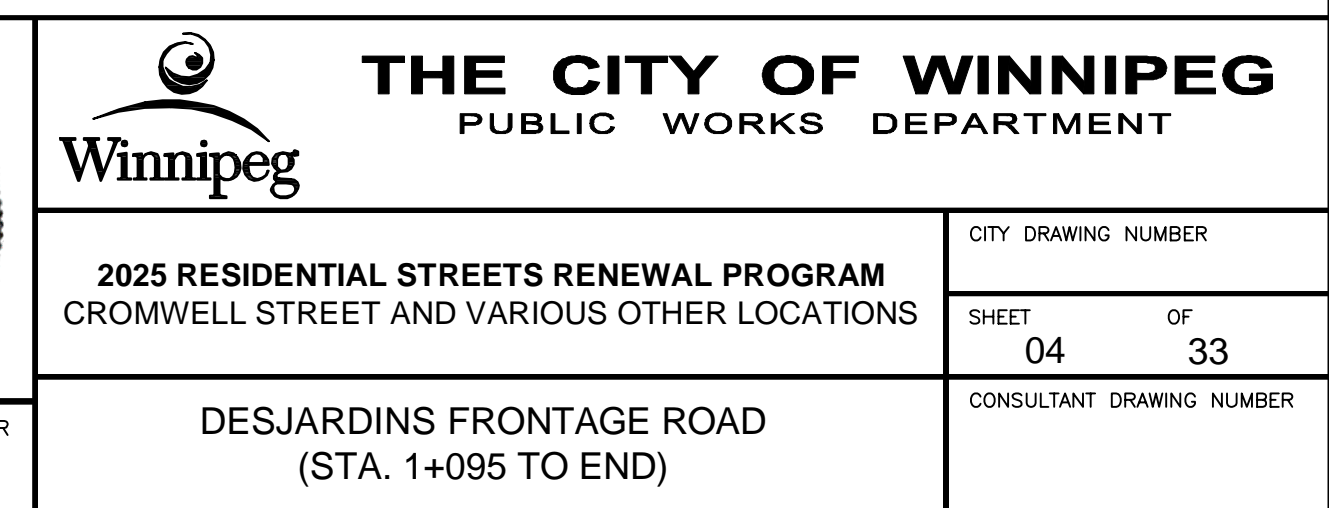 THE CITY OF WINNIPEG
PUBLIC WORKS DEPARTMENT
Winnipeg
2025 RESIDENTIAL STREETS RENEWAL PROGRAM
CROMWELL STREET AND VARIOUS OTHER LOCATIONS
CITY DRAWING NUMBER
SHEET OF
04 33
DESJARDINS FRONTAGE ROAD
(STA. 1+095 TO END)
CONSULTANT DRAWING NUMBER
R